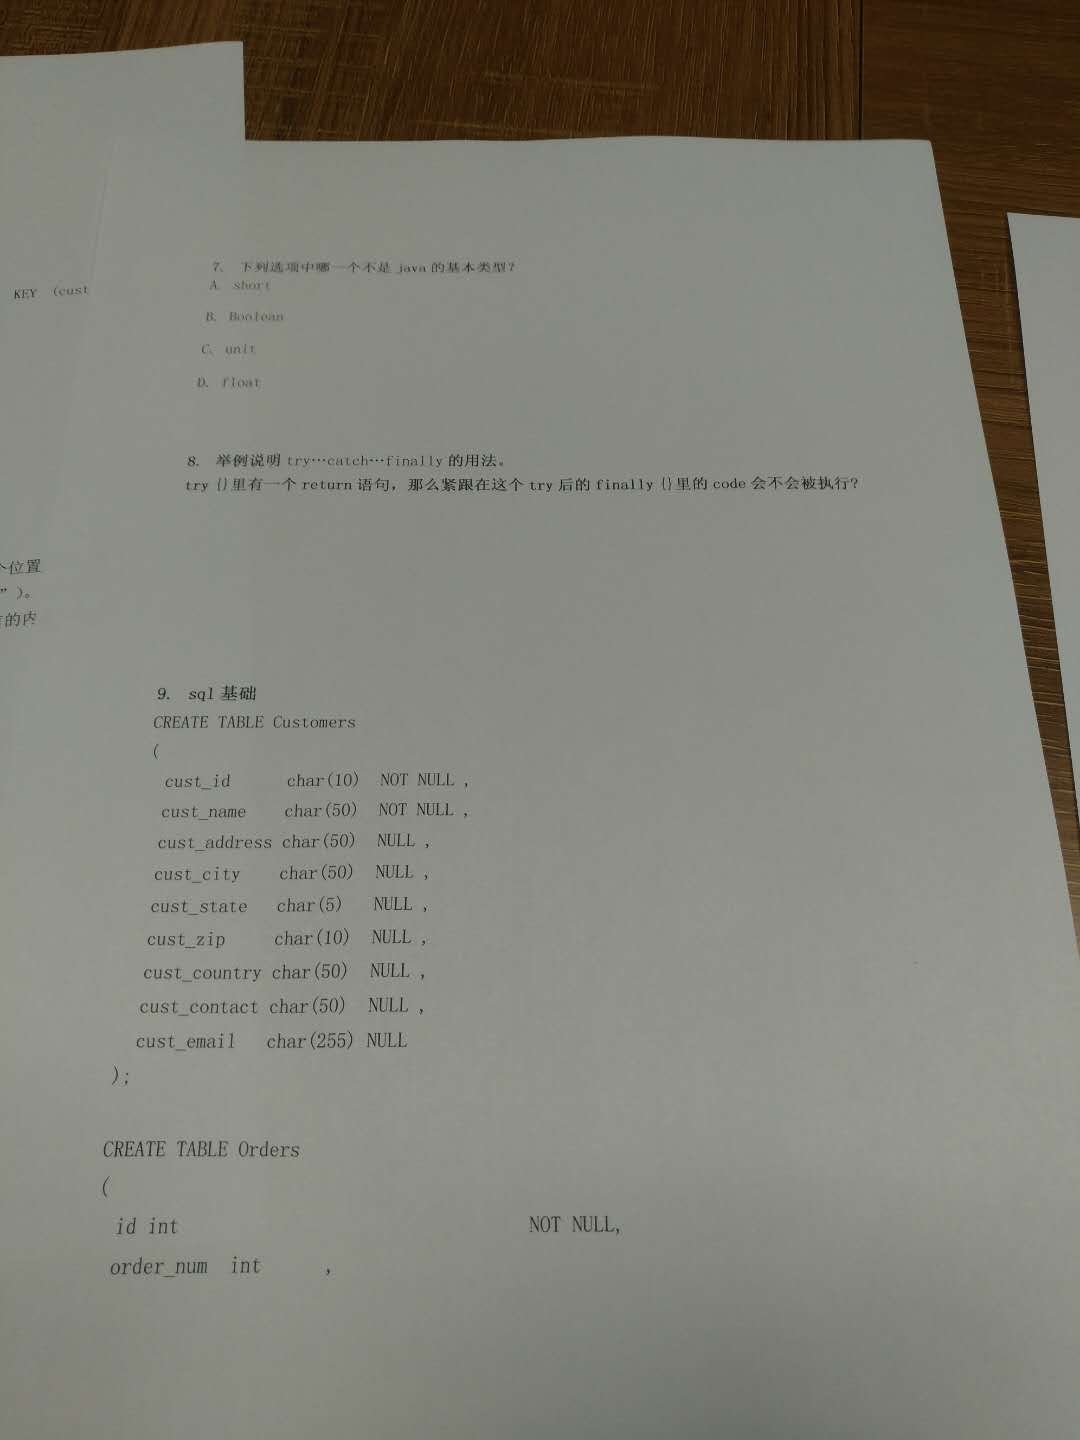 KEY (cust
个位置
”)。
的内
7. 下列选项中哪一个不是 java 的基本类型?
A. short
B. Boolean
C. unit
D. float
8. 举例说明 try…catch…finally 的用法。
try {}里有一个 return 语句，那么紧跟在这个 try 后的 finally {}里的 code 会不会被执行?
9. sql 基础
CREATE TABLE Customers
(
cust_id char(10) NOT NULL ,
cust_name char(50) NOT NULL ,
cust_address char(50) NULL ,
cust_city char(50) NULL ,
cust_state char(5) NULL ,
cust_zip char(10) NULL ,
cust_country char(50) NULL ,
cust_contact char(50) NULL ,
cust_email char(255) NULL
);
CREATE TABLE Orders
(
id int NOT NULL,
order_num int ,